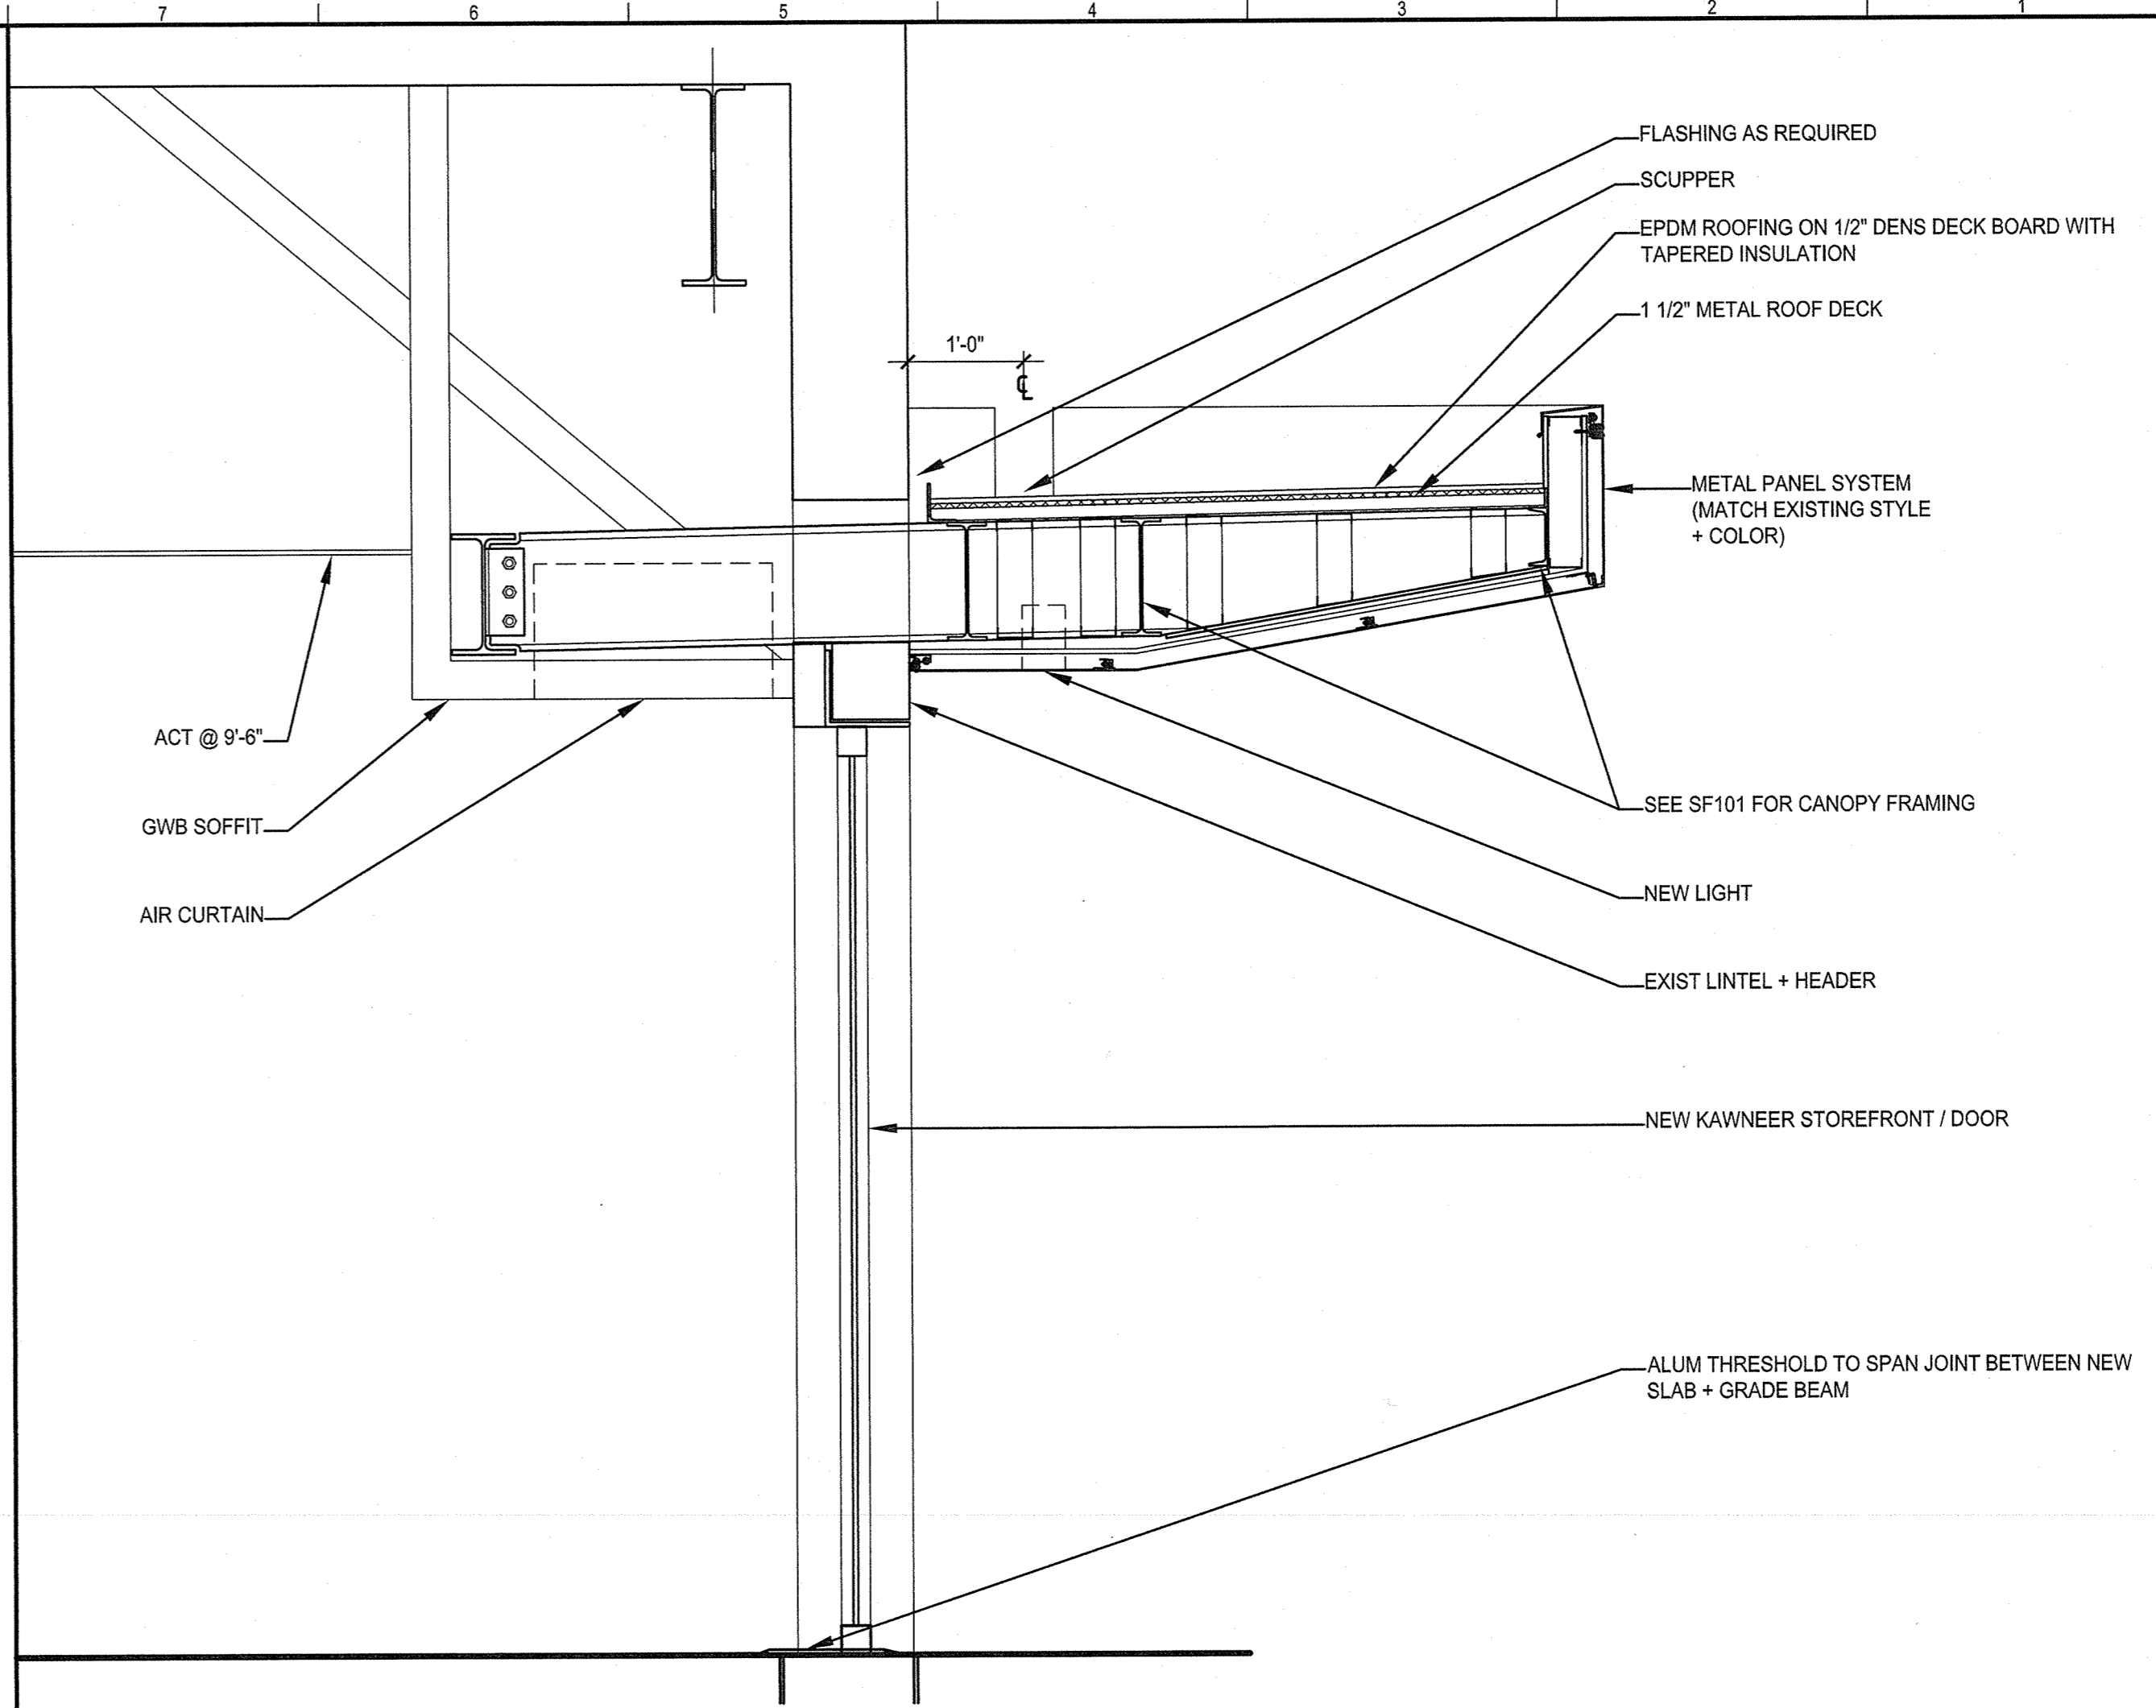 7 6 5 4 3 2 1
FLASHING AS REQUIRED
SCUPPER
EPDM ROOFING ON 1/2" DENS DECK BOARD WITH
TAPERED INSULATION
1 1/2" METAL ROOF DECK
1'-0"
℄
METAL PANEL SYSTEM
(MATCH EXISTING STYLE
+ COLOR)
ACT @ 9'-6"
GWB SOFFIT
AIR CURTAIN
SEE SF101 FOR CANOPY FRAMING
NEW LIGHT
EXIST LINTEL + HEADER
NEW KAWNEER STOREFRONT / DOOR
ALUM THRESHOLD TO SPAN JOINT BETWEEN NEW
SLAB + GRADE BEAM